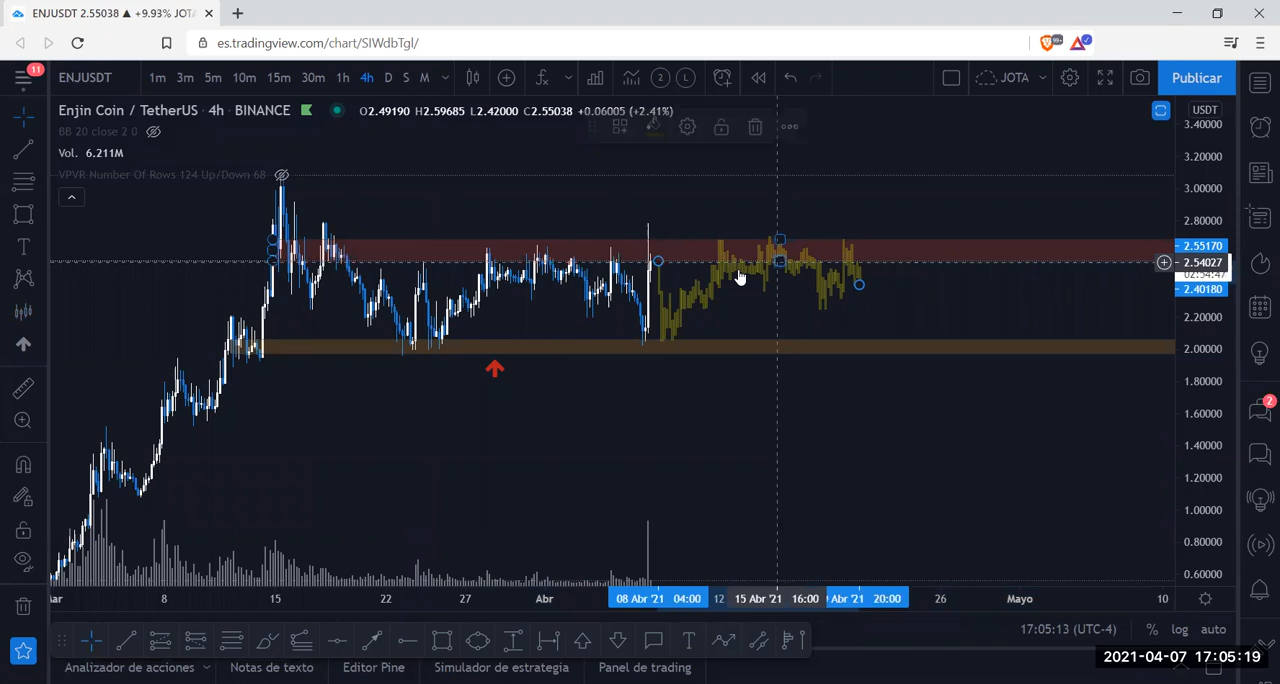 ENJUSDT 2.55038 ▲ +9.93% JOTA
es.tradingview.com/chart/SIWdbTgl/
99+
11
ENJUSDT 1m 3m 5m 10m 15m 30m 1h 4h D S M
2 L
JOTA
Publicar
Enjin Coin / TetherUS · 4h · BINANCE O2.49190 H2.59685 L2.42000 C2.55038 +0.06005 (+2.41%)
BB 20 close 2 0
Vol. 6.211M
VPVR Number Of Rows 124 Up/Down 68
USDT
3.40000
3.20000
3.00000
2.80000
2.55170
2.54027
2.40180
2.20000
2.00000
1.80000
1.60000
1.40000
1.20000
1.00000
0.80000
0.60000
2
8 15 22 27 Abr 08 Abr '21 04:00 12 15 Abr '21 16:00 Abr '21 20:00 26 Mayo 10
17:05:13 (UTC-4) % log auto
Analizador de acciones Notas de texto Editor Pine Simulador de estrategia Panel de trading
2021-04-07 17:05:19